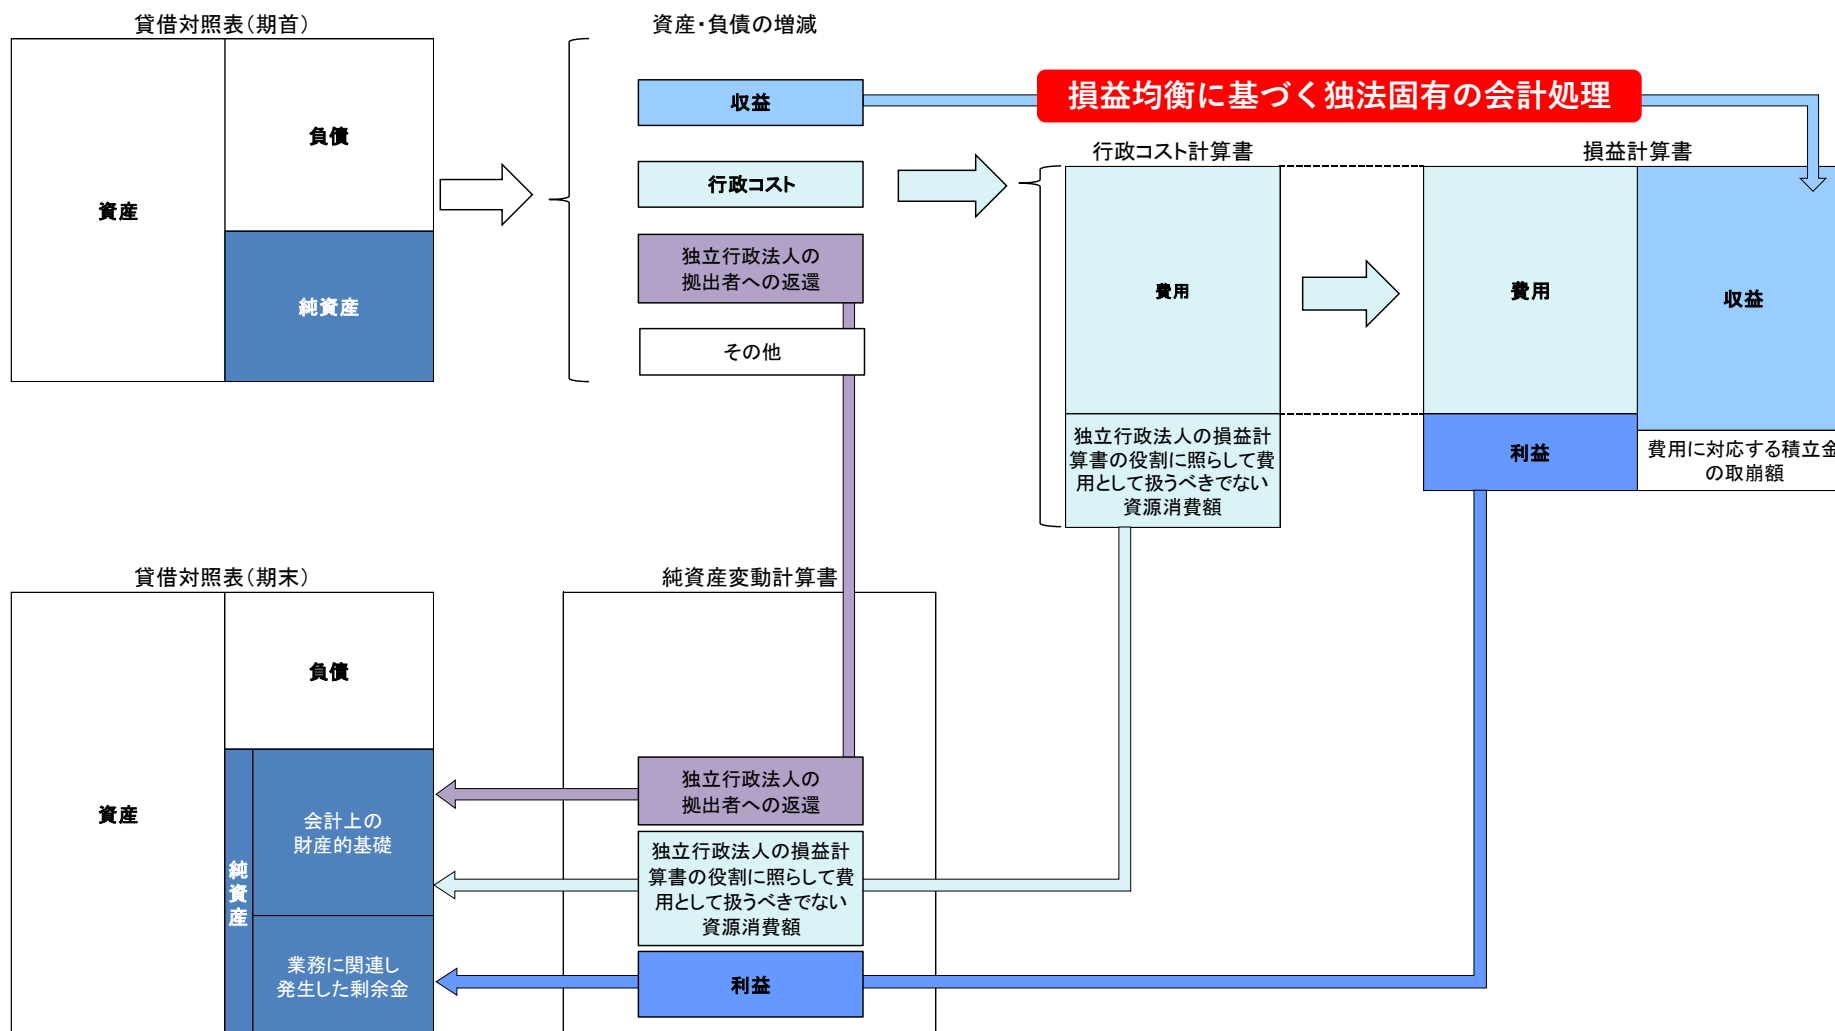 貸借対照表（期首）
資産
負債
純資産
資産・負債の増減
収益
行政コスト
独立行政法人の
拠出者への返還
その他
損益均衡に基づく独法固有の会計処理
行政コスト計算書
費用
独立行政法人の損益計
算書の役割に照らして費
用として扱うべきでない
資源消費額
損益計算書
費用
収益
利益
費用に対応する積立金
の取崩額
貸借対照表（期末）
資産
負債
純資産
会計上の
財産的基礎
業務に関連し
発生した剰余金
純資産変動計算書
独立行政法人の
拠出者への返還
独立行政法人の損益計
算書の役割に照らして費
用として扱うべきでない
資源消費額
利益